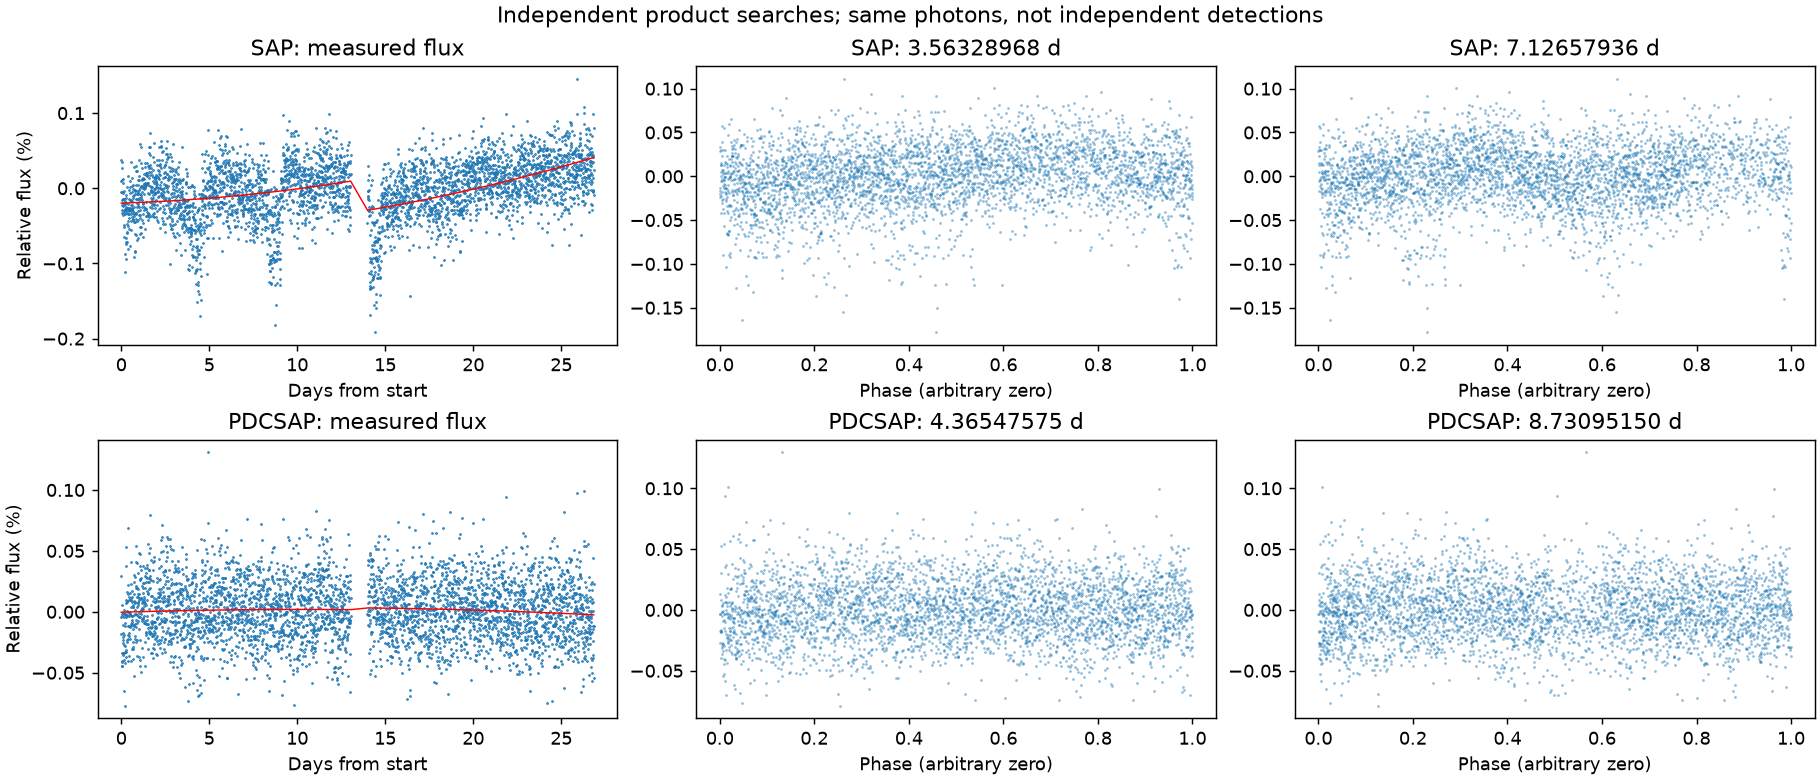 Independent product searches; same photons, not independent detections
SAP: measured flux
SAP: 3.56328968 d
SAP: 7.12657936 d
Relative flux (%)
0.1
0.0
−0.1
−0.2
0 5 10 15 20 25
Days from start
0.10
0.05
0.00
−0.05
−0.10
−0.15
0.0 0.2 0.4 0.6 0.8 1.0
Phase (arbitrary zero)
0.10
0.05
0.00
−0.05
−0.10
−0.15
0.0 0.2 0.4 0.6 0.8 1.0
Phase (arbitrary zero)
PDCSAP: measured flux
PDCSAP: 4.36547575 d
PDCSAP: 8.73095150 d
Relative flux (%)
0.10
0.05
0.00
−0.05
0 5 10 15 20 25
Days from start
0.10
0.05
0.00
−0.05
0.0 0.2 0.4 0.6 0.8 1.0
Phase (arbitrary zero)
0.10
0.05
0.00
−0.05
0.0 0.2 0.4 0.6 0.8 1.0
Phase (arbitrary zero)